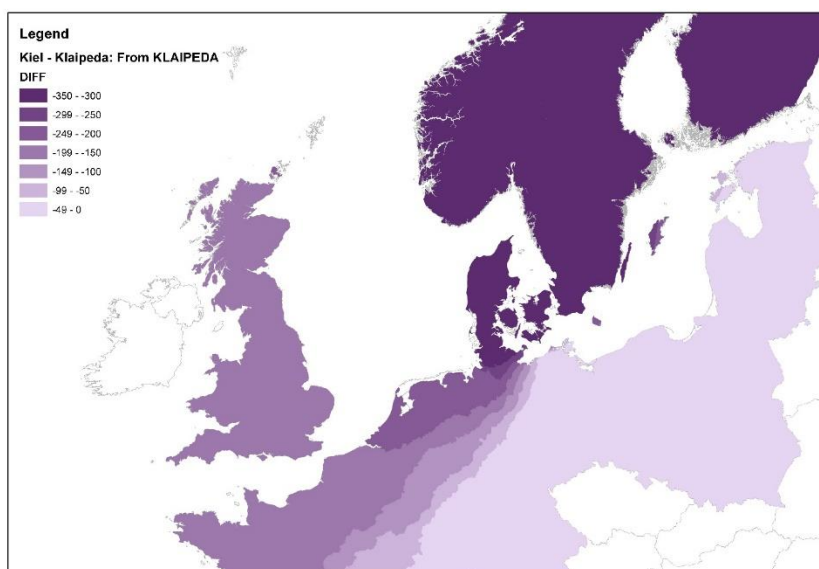 Legend
Kiel - Klaipeda: From KLAIPEDA
DIFF
-350 - -300
-299 - -250
-249 - -200
-199 - -150
-149 - -100
-99 - -50
-49 - 0